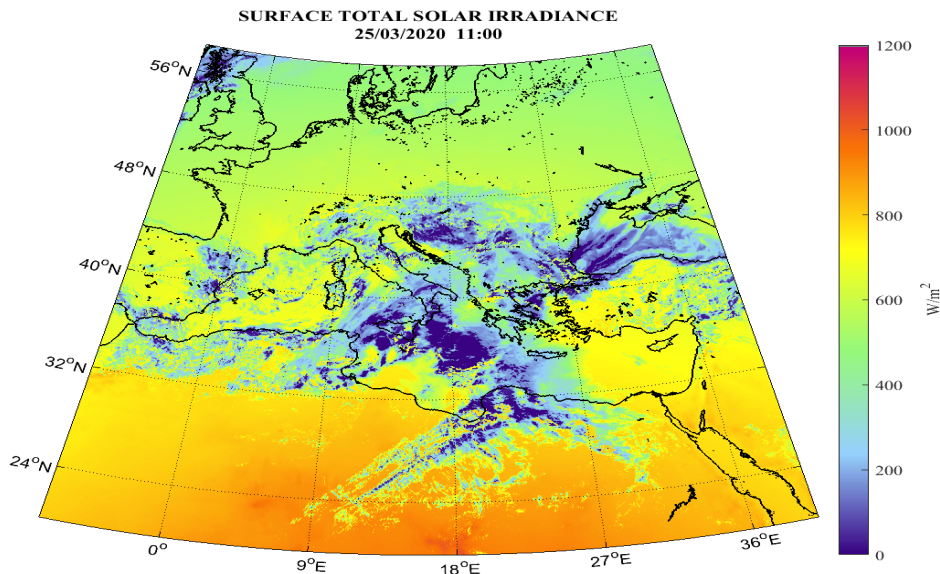 SURFACE TOTAL SOLAR IRRADIANCE
25/03/2020 11:00
56°N
48°N
40°N
32°N
24°N
0°
9°E
18°E
27°E
36°E
1200
1000
800
600
400
200
0
W/m²